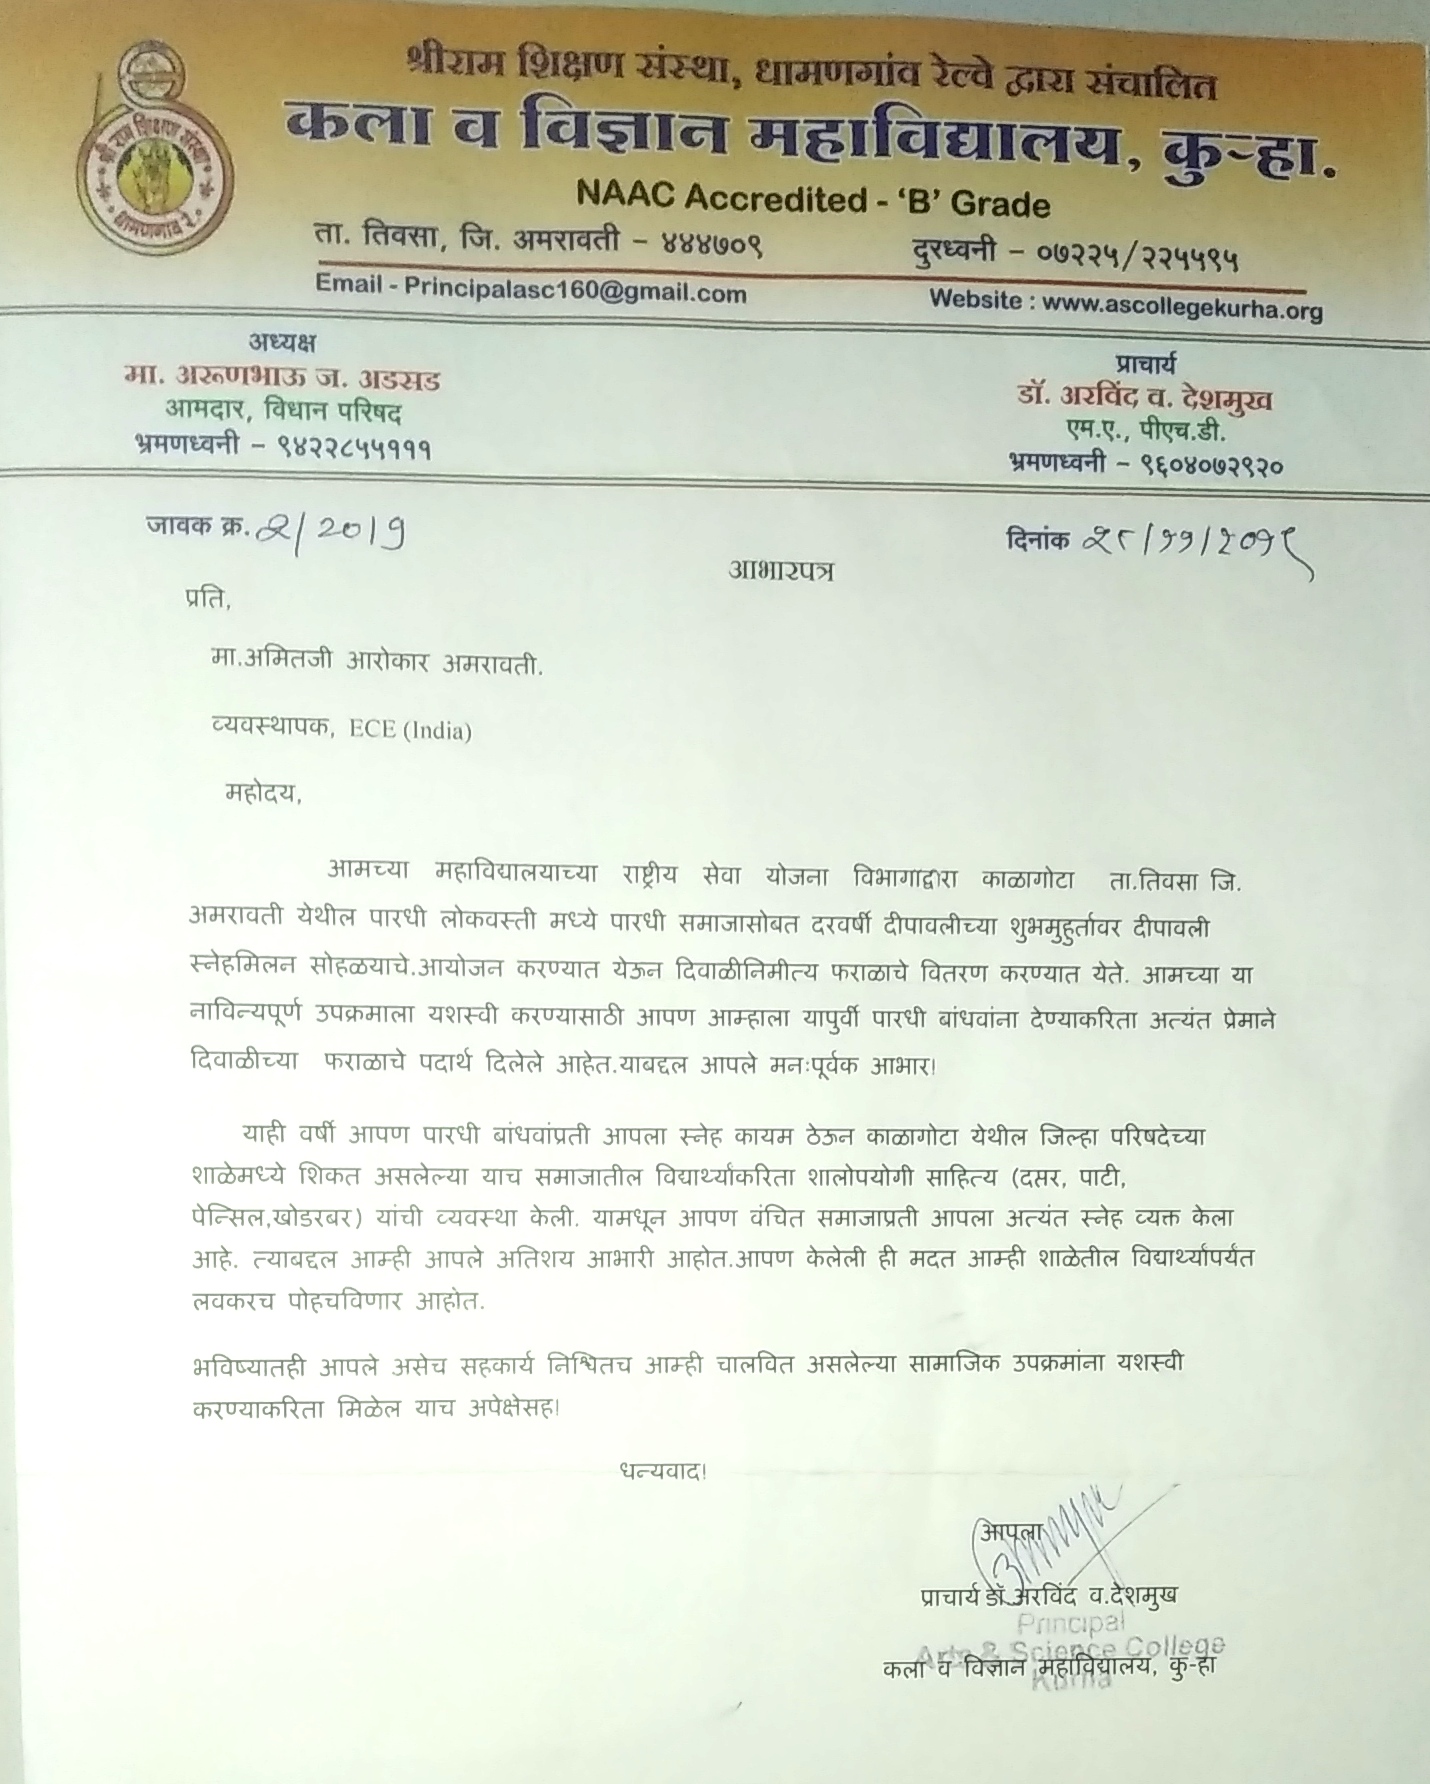 श्रीराम शिक्षण संस्था, धामणगांव रेल्वे द्वारा संचालित
कला व विज्ञान महाविद्यालय, कुऱ्हा.
NAAC Accredited - ‘B’ Grade
ता. तिवसा, जि. अमरावती – ४४४७०९
दुरध्वनी – ०७२२५/२२५५९५
Email - Principalasc160@gmail.com
Website : www.ascollegekurha.org
श्री राम शिक्षण संस्था
धामणगाव रे.
अध्यक्ष
मा. अरूणभाऊ ज. अडसड
आमदार, विधान परिषद
भ्रमणध्वनी – ९४२२८५५१११
प्राचार्य
डॉ. अरविंद व. देशमुख
एम.ए., पीएच.डी.
भ्रमणध्वनी – ९६०४०७२९२०
जावक क्र. 2/2019
दिनांक २८/११/२०१९
आभारपत्र
प्रति,
मा.अमितजी आरोकार अमरावती.
व्यवस्थापक, ECE (India)
महोदय,
आमच्या महाविद्यालयाच्या राष्ट्रीय सेवा योजना विभागाद्वारा काळागोटा ता.तिवसा जि.
अमरावती येथील पारधी लोकवस्ती मध्ये पारधी समाजासोबत दरवर्षी दीपावलीच्या शुभमुहुर्तावर दीपावली
स्नेहमिलन सोहळयाचे.आयोजन करण्यात येऊन दिवाळीनिमीत्य फराळाचे वितरण करण्यात येते. आमच्या या
नाविन्यपूर्ण उपक्रमाला यशस्वी करण्यासाठी आपण आम्हाला यापुर्वी पारधी बांधवांना देण्याकरिता अत्यंत प्रेमाने
दिवाळीच्या फराळाचे पदार्थ दिलेले आहेत.याबद्दल आपले मनःपूर्वक आभार!
याही वर्षी आपण पारधी बांधवांप्रती आपला स्नेह कायम ठेऊन काळागोटा येथील जिल्हा परिषदेच्या
शाळेमध्ये शिकत असलेल्या याच समाजातील विद्यार्थ्यांकरिता शालोपयोगी साहित्य (दप्तर, पाटी,
पेन्सिल,खोडरबर) यांची व्यवस्था केली. यामधून आपण वंचित समाजाप्रती आपला अत्यंत स्नेह व्यक्त केला
आहे. त्याबद्दल आम्ही आपले अतिशय आभारी आहोत.आपण केलेली ही मदत आम्ही शाळेतील विद्यार्थ्यांपर्यंत
लवकरच पोहचविणार आहोत.
भविष्यातही आपले असेच सहकार्य निश्चितच आम्ही चालवित असलेल्या सामाजिक उपक्रमांना यशस्वी
करण्याकरिता मिळेल याच अपेक्षेसह!
धन्यवाद!
आपला
प्राचार्य डॉ.अरविंद व.देशमुख
Principal
Arts & Science College
कला व विज्ञान महाविद्यालय, कु-हा
Kurha